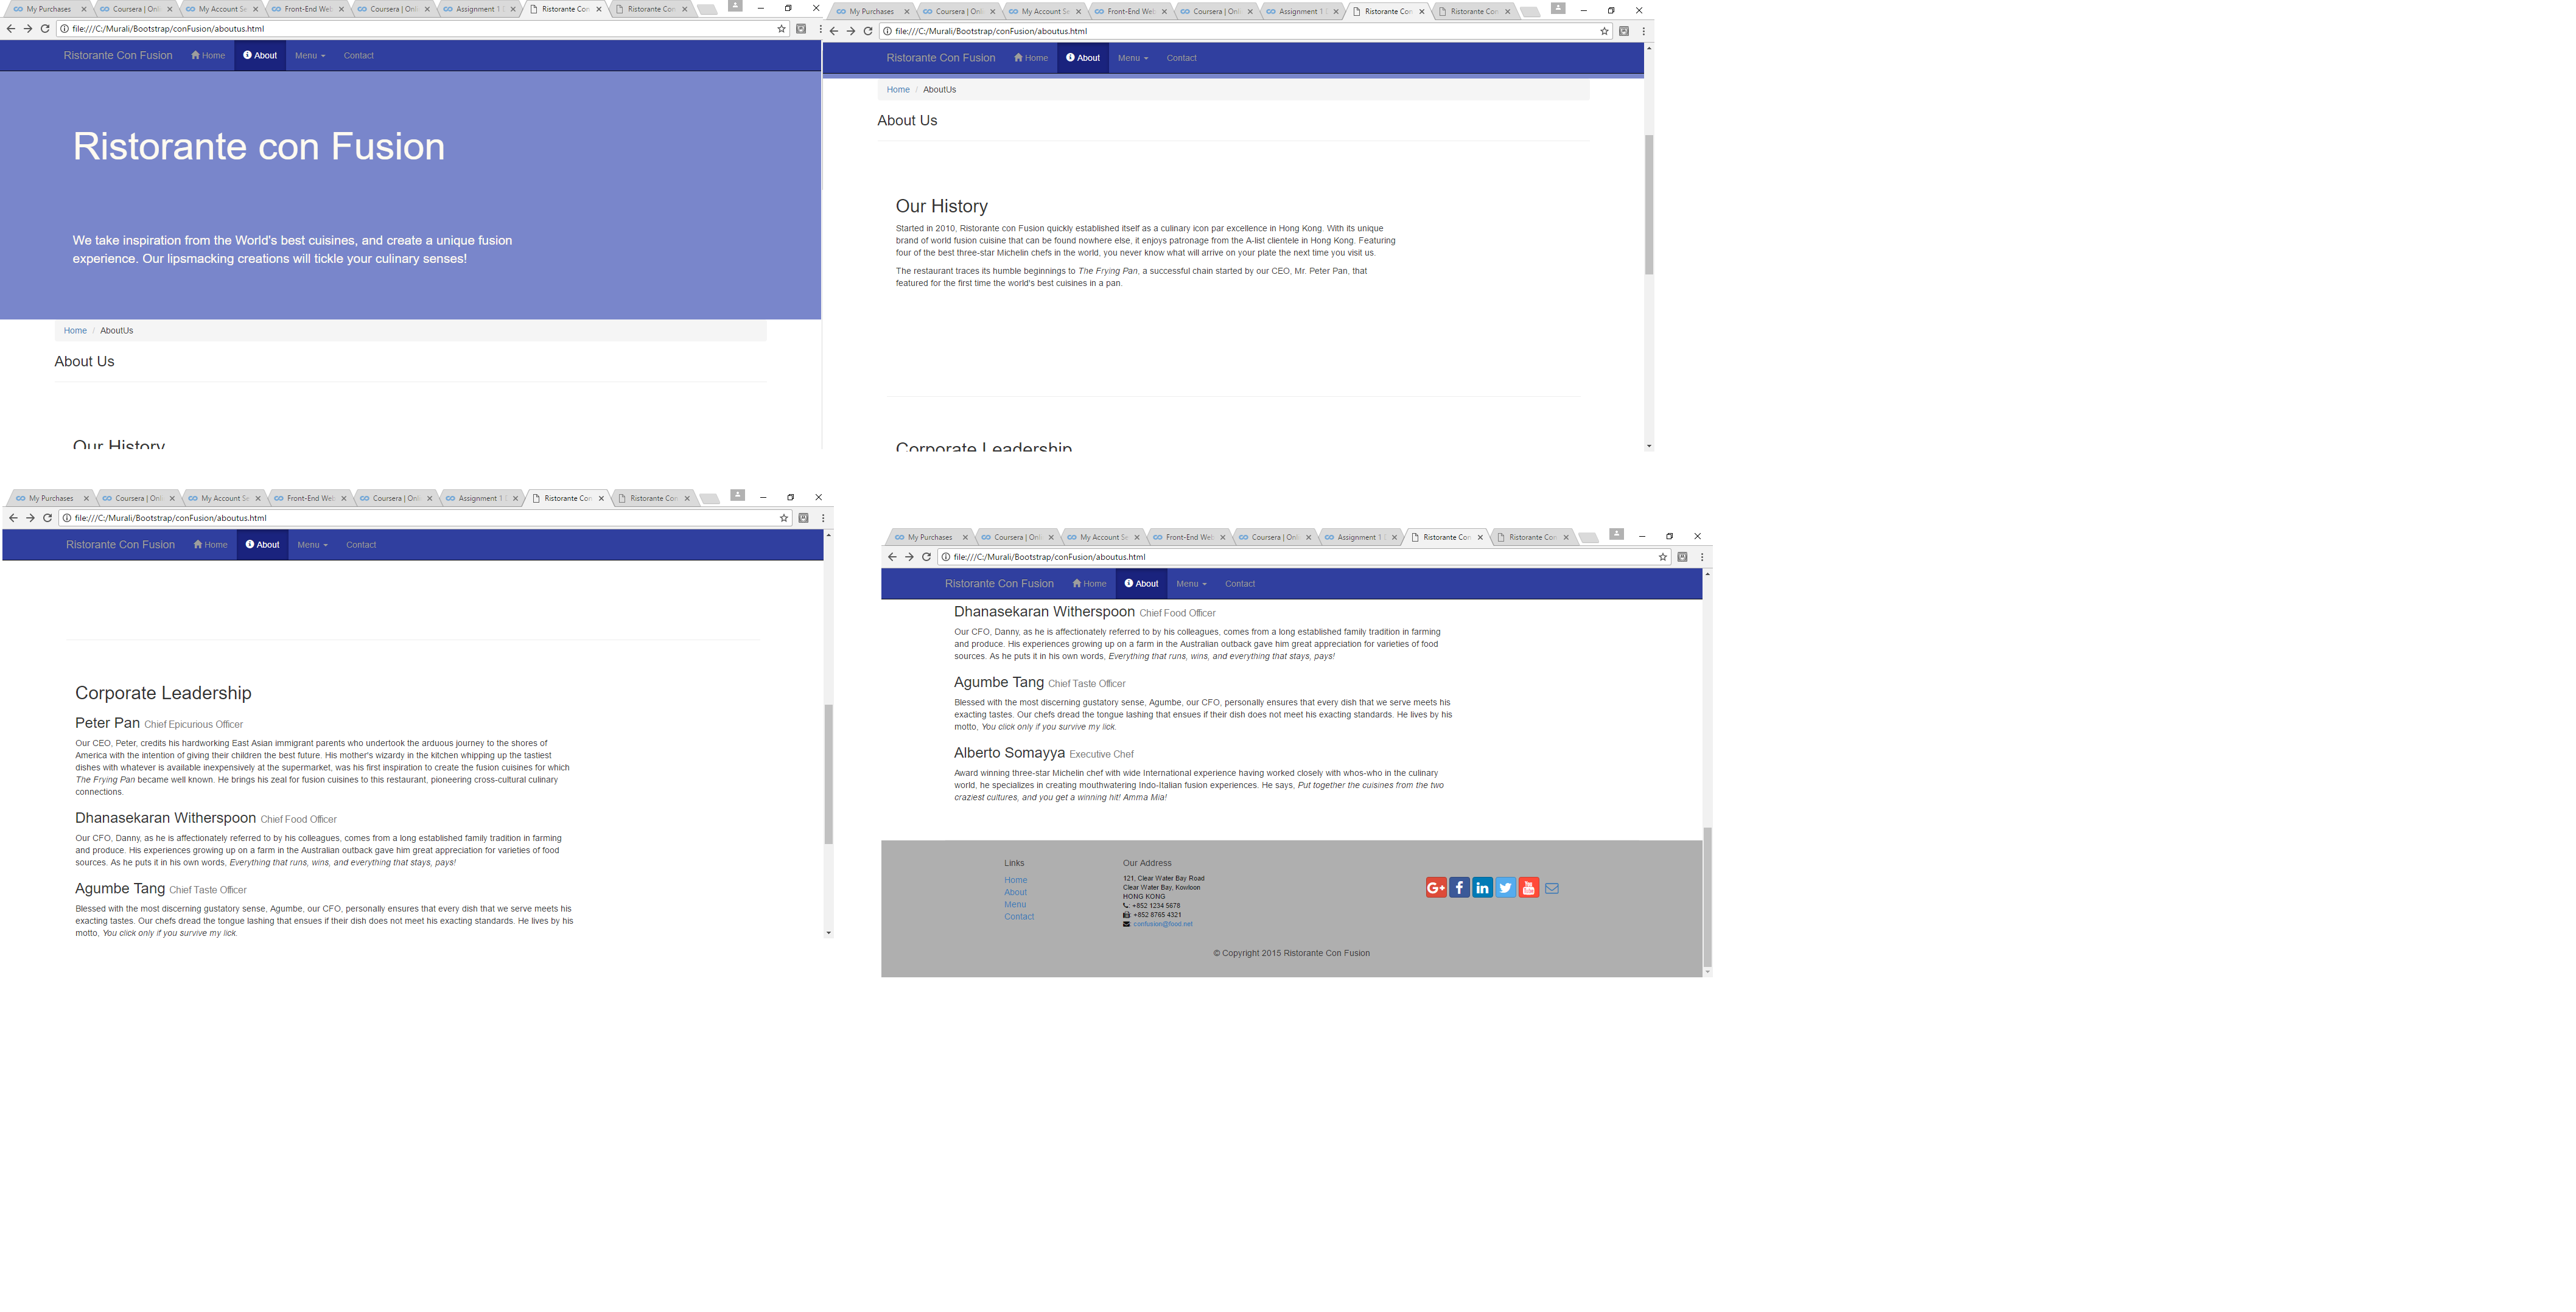 My Purchases
Coursera | Onli
Coursera | Onli
My Account Se
Front-End Web
Coursera | Onli
Assignment 1
Ristorante Con
Ristorante Con
file:///C:/Murali/Bootstrap/conFusion/aboutus.html
Ristorante Con Fusion Home About Menu Contact
Ristorante con Fusion
We take inspiration from the World's best cuisines, and create a unique fusion
experience. Our lipsmacking creations will tickle your culinary senses!
Home / AboutUs
About Us
Our History
My Purchases
Coursera | Onli
My Account Se
Front-End Web
Coursera | Onli
Assignment 1
Ristorante Con
Ristorante Con
file:///C:/Murali/Bootstrap/conFusion/aboutus.html
Ristorante Con Fusion Home About Menu Contact
Home / AboutUs
About Us
Our History
Started in 2010, Ristorante con Fusion quickly established itself as a culinary icon par excellence in Hong Kong. With its unique
brand of world fusion cuisine that can be found nowhere else, it enjoys patronage from the A-list clientele in Hong Kong. Featuring
four of the best three-star Michelin chefs in the world, you never know what will arrive on your plate the next time you visit us.
The restaurant traces its humble beginnings to The Frying Pan, a successful chain started by our CEO, Mr. Peter Pan, that
featured for the first time the world's best cuisines in a pan.
Corporate Leadership
My Purchases
Coursera | Onli
My Account Se
Front-End Web
Coursera | Onli
Assignment 1
Ristorante Con
Ristorante Con
file:///C:/Murali/Bootstrap/conFusion/aboutus.html
Ristorante Con Fusion Home About Menu Contact
Corporate Leadership
Peter Pan Chief Epicurious Officer
Our CEO, Peter, credits his hardworking East Asian immigrant parents who undertook the arduous journey to the shores of
America with the intention of giving their children the best future. His mother's wizardy in the kitchen whipping up the tastiest
dishes with whatever is available inexpensively at the supermarket, was his first inspiration to create the fusion cuisines for which
The Frying Pan became well known. He brings his zeal for fusion cuisines to this restaurant, pioneering cross-cultural culinary
connections.
Dhanasekaran Witherspoon Chief Food Officer
Our CFO, Danny, as he is affectionately referred to by his colleagues, comes from a long established family tradition in farming
and produce. His experiences growing up on a farm in the Australian outback gave him great appreciation for varieties of food
sources. As he puts it in his own words, Everything that runs, wins, and everything that stays, pays!
Agumbe Tang Chief Taste Officer
Blessed with the most discerning gustatory sense, Agumbe, our CFO, personally ensures that every dish that we serve meets his
exacting tastes. Our chefs dread the tongue lashing that ensues if their dish does not meet his exacting standards. He lives by his
motto, You click only if you survive my lick.
My Purchases
Coursera | Onli
My Account Se
Front-End Web
Coursera | Onli
Assignment 1
Ristorante Con
Ristorante Con
file:///C:/Murali/Bootstrap/conFusion/aboutus.html
Ristorante Con Fusion Home About Menu Contact
Dhanasekaran Witherspoon Chief Food Officer
Our CFO, Danny, as he is affectionately referred to by his colleagues, comes from a long established family tradition in farming
and produce. His experiences growing up on a farm in the Australian outback gave him great appreciation for varieties of food
sources. As he puts it in his own words, Everything that runs, wins, and everything that stays, pays!
Agumbe Tang Chief Taste Officer
Blessed with the most discerning gustatory sense, Agumbe, our CFO, personally ensures that every dish that we serve meets his
exacting tastes. Our chefs dread the tongue lashing that ensues if their dish does not meet his exacting standards. He lives by his
motto, You click only if you survive my lick.
Alberto Somayya Executive Chef
Award winning three-star Michelin chef with wide International experience having worked closely with whos-who in the culinary
world, he specializes in creating mouthwatering Indo-Italian fusion experiences. He says, Put together the cuisines from the two
craziest cultures, and you get a winning hit! Amma Mia!
Links
Home
About
Menu
Contact
Our Address
121, Clear Water Bay Road
Clear Water Bay, Kowloon
HONG KONG
: +852 1234 5678
: +852 8765 4321
: confusion@food.net
G+ f in You Tube
© Copyright 2015 Ristorante Con Fusion